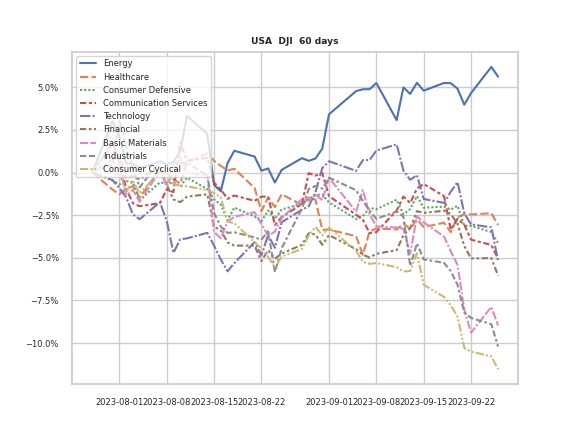 USA DJI 60 days
Energy
Healthcare
Consumer Defensive
Communication Services
Technology
Financial
Basic Materials
Industrials
Consumer Cyclical
5.0%
2.5%
0.0%
−2.5%
−5.0%
−7.5%
−10.0%
2023-08-01 2023-08-08 2023-08-15 2023-08-22 2023-09-01 2023-09-08 2023-09-15 2023-09-22